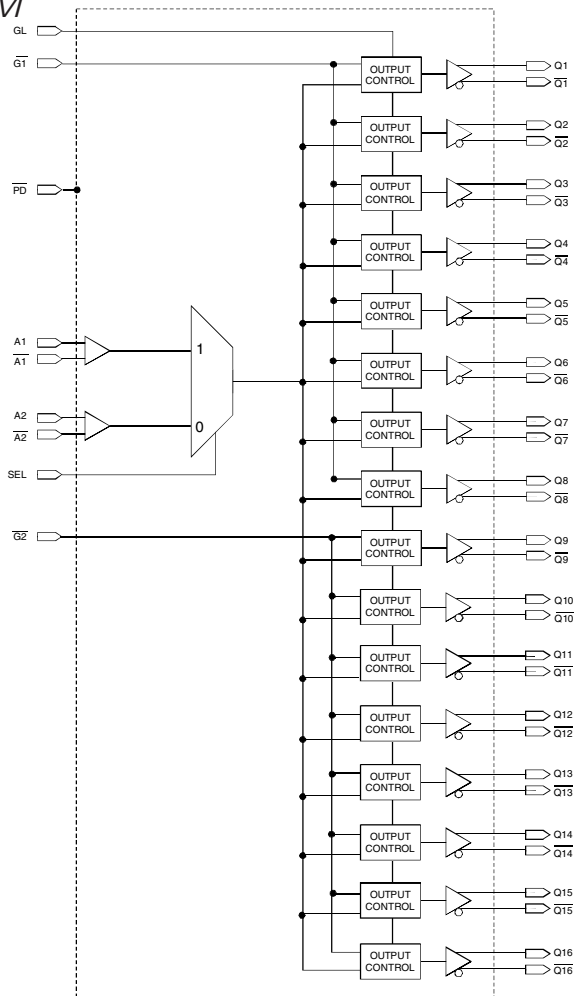 GL
G1
PD
A1
A1
A2
A2
SEL
G2
1
0
OUTPUT
CONTROL
Q1
Q1
OUTPUT
CONTROL
Q2
Q2
OUTPUT
CONTROL
Q3
Q3
OUTPUT
CONTROL
Q4
Q4
OUTPUT
CONTROL
Q5
Q5
OUTPUT
CONTROL
Q6
Q6
OUTPUT
CONTROL
Q7
Q7
OUTPUT
CONTROL
Q8
Q8
OUTPUT
CONTROL
Q9
Q9
OUTPUT
CONTROL
Q10
Q10
OUTPUT
CONTROL
Q11
Q11
OUTPUT
CONTROL
Q12
Q12
OUTPUT
CONTROL
Q13
Q13
OUTPUT
CONTROL
Q14
Q14
OUTPUT
CONTROL
Q15
Q15
OUTPUT
CONTROL
Q16
Q16